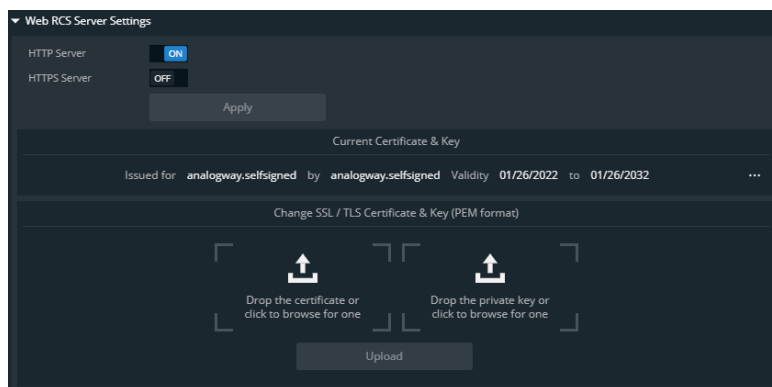 Web RCS Server Settings
HTTP Server ON
HTTPS Server OFF
Apply
Current Certificate & Key
Issued for analogway.selfsigned by analogway.selfsigned Validity 01/26/2022 to 01/26/2032 ...
Change SSL / TLS Certificate & Key (PEM format)
Drop the certificate or
click to browse for one
Drop the private key or
click to browse for one
Upload